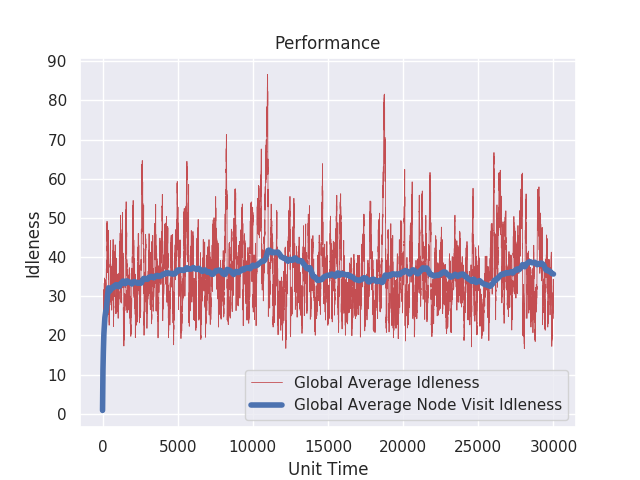 Performance
Idleness
90
80
70
60
50
40
30
20
10
0
Global Average Idleness
Global Average Node Visit Idleness
0 5000 10000 15000 20000 25000 30000
Unit Time